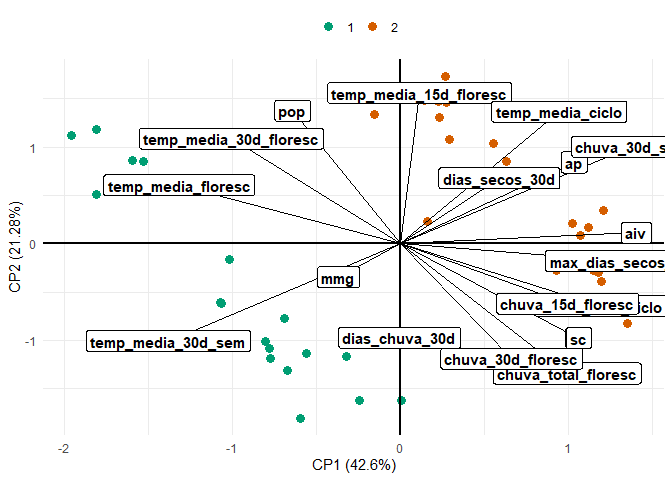 1 2
temp_media_15d_floresc
pop
temp_media_ciclo
temp_media_30d_floresc
chuva_30d_s
ap
temp_media_floresc
dias_secos_30d
aiv
max_dias_secos
mmg
chuva_15d_floresc
iclo
temp_media_30d_sem
dias_chuva_30d
sc
chuva_30d_floresc
chuva_total_floresc
1
0
-1
-2 -1 0 1
CP1 (42.6%)
CP2 (21.28%)